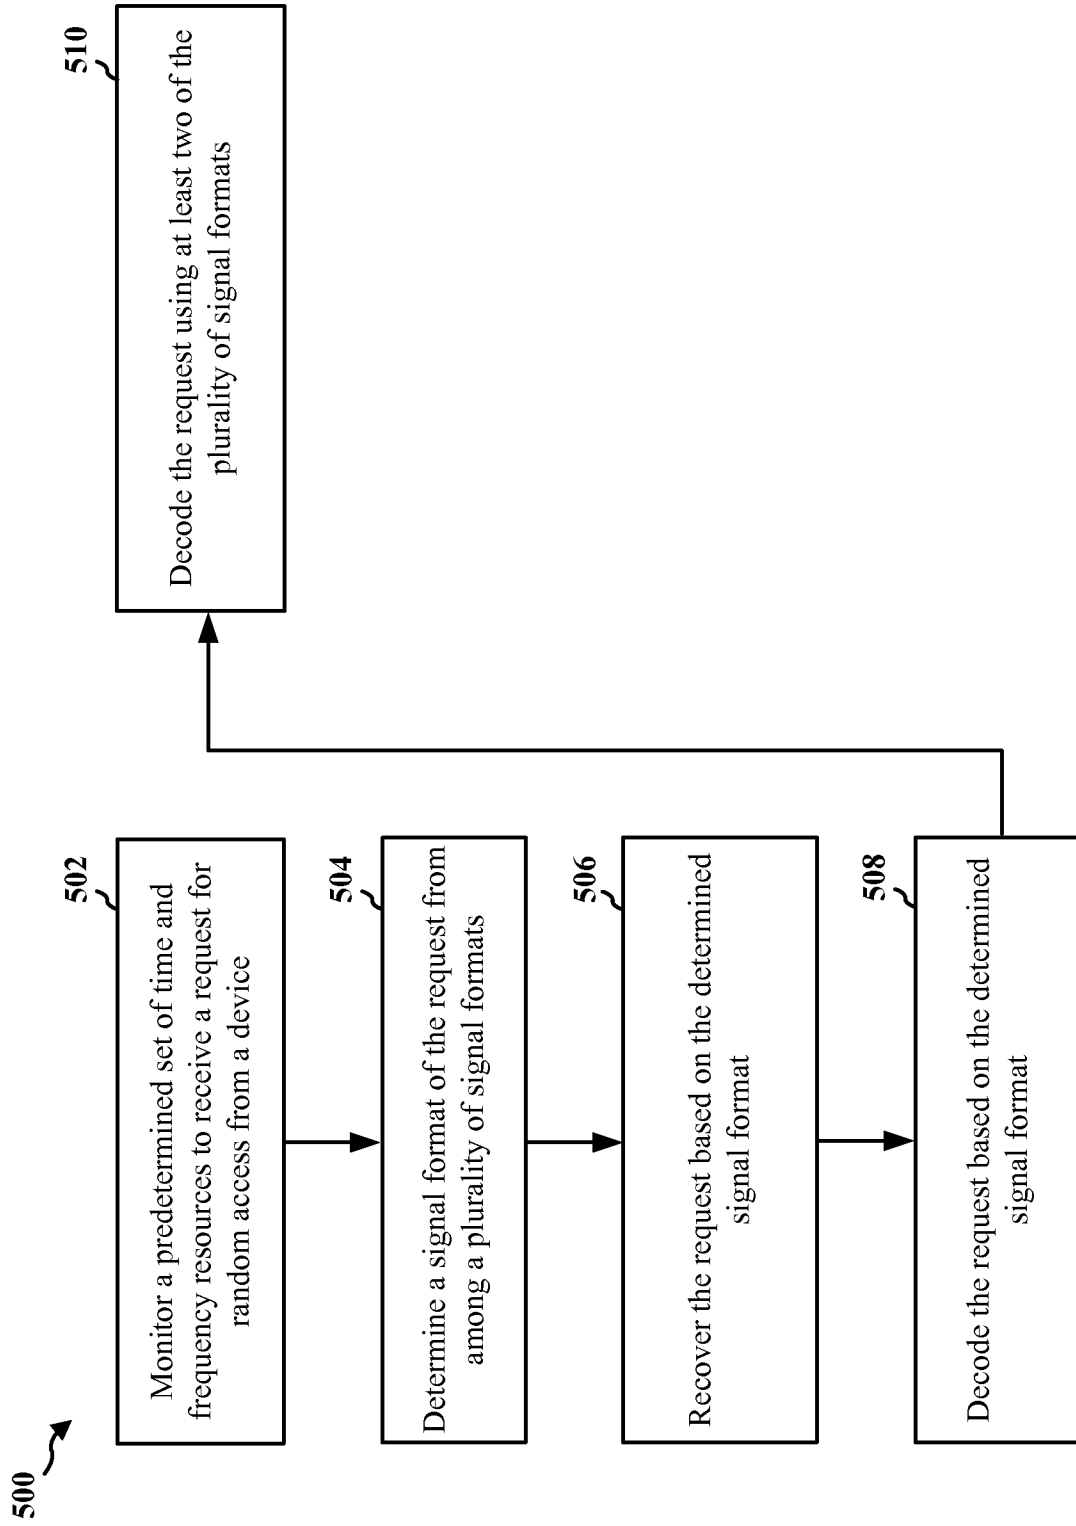 500
502
Monitor a predetermined set of time and
frequency resources to receive a request for
random access from a device
504
Determine a signal format of the request from
among a plurality of signal formats
506
Recover the request based on the determined
signal format
508
Decode the request based on the determined
signal format
510
Decode the request using at least two of the
plurality of signal formats